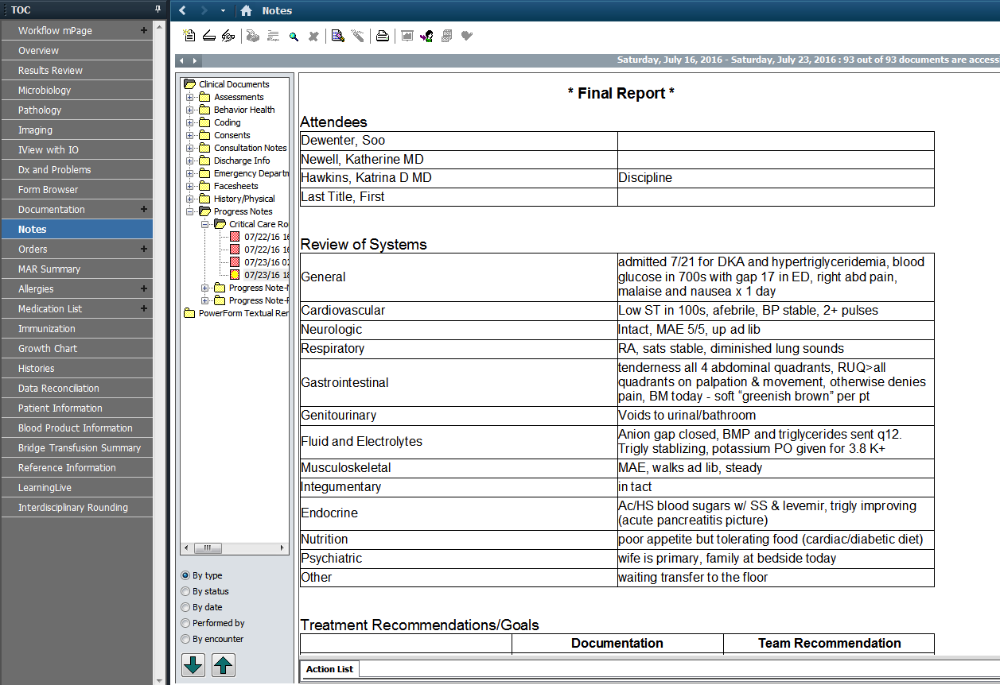 TOC
Workflow mPage +
Overview
Results Review
Microbiology
Pathology
Imaging
IView with IO
Dx and Problems
Form Browser
Documentation +
Notes
Orders +
MAR Summary
Allergies +
Medication List +
Immunization
Growth Chart
Histories
Data Reconciliation
Patient Information
Blood Product Information
Bridge Transfusion Summary
Reference Information
LearningLive
Interdisciplinary Rounding
Notes
Saturday, July 16, 2016 - Saturday, July 23, 2016 : 93 out of 93 documents are access
Clinical Documents
Assessments
Behavior Health
Coding
Consents
Consultation Notes
Discharge Info
Emergency Departm
Facesheets
History/Physical
Progress Notes
Critical Care Ro
07/22/16 16
07/22/16 16
07/23/16 02
07/23/16 18
Progress Note-
Progress Note-
PowerForm Textual Ren
By type
By status
By date
Performed by
By encounter
* Final Report *
Attendees
Dewenter, Soo
Newell, Katherine MD
Hawkins, Katrina D MD Discipline
Last Title, First
Review of Systems
General admitted 7/21 for DKA and hypertriglyceridemia, blood
glucose in 700s with gap 17 in ED, right abd pain,
malaise and nausea x 1 day
Cardiovascular Low ST in 100s, afebrile, BP stable, 2+ pulses
Neurologic Intact, MAE 5/5, up ad lib
Respiratory RA, sats stable, diminished lung sounds
Gastrointestinal tenderness all 4 abdominal quadrants, RUQ>all
quadrants on palpation & movement, otherwise denies
pain, BM today - soft “greenish brown” per pt
Genitourinary Voids to urinal/bathroom
Fluid and Electrolytes Anion gap closed, BMP and triglycerides sent q12.
Trigly stablizing, potassium PO given for 3.8 K+
Musculoskeletal MAE, walks ad lib, steady
Integumentary in tact
Endocrine Ac/HS blood sugars w/ SS & levemir, trigly improving
(acute pancreatitis picture)
Nutrition poor appetite but tolerating food (cardiac/diabetic diet)
Psychiatric wife is primary, family at bedside today
Other waiting transfer to the floor
Treatment Recommendations/Goals
Documentation Team Recommendation
Action List